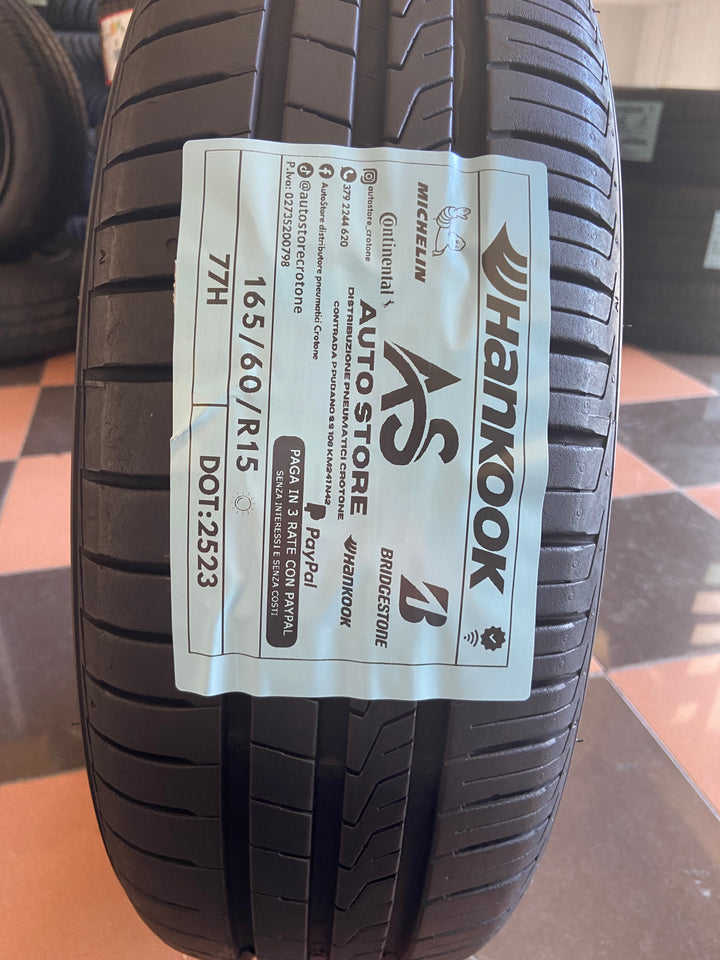 Hankook
MICHELIN
BRIDGESTONE
Continental
AS
Hankook
AUTO STORE
DISTRIBUZIONE PNEUMATICI CROTONE
autostore_crotone
379 2244 620
PayPal
AutoStore distributore pneumatici Crotone
@autostorecrotone
P.Iva: 02735200798
PAGA IN 3 RATE CON PAYPAL
SENZA INTERESSI E SENZA COSTI
165/60/R15
77H
DOT:2523